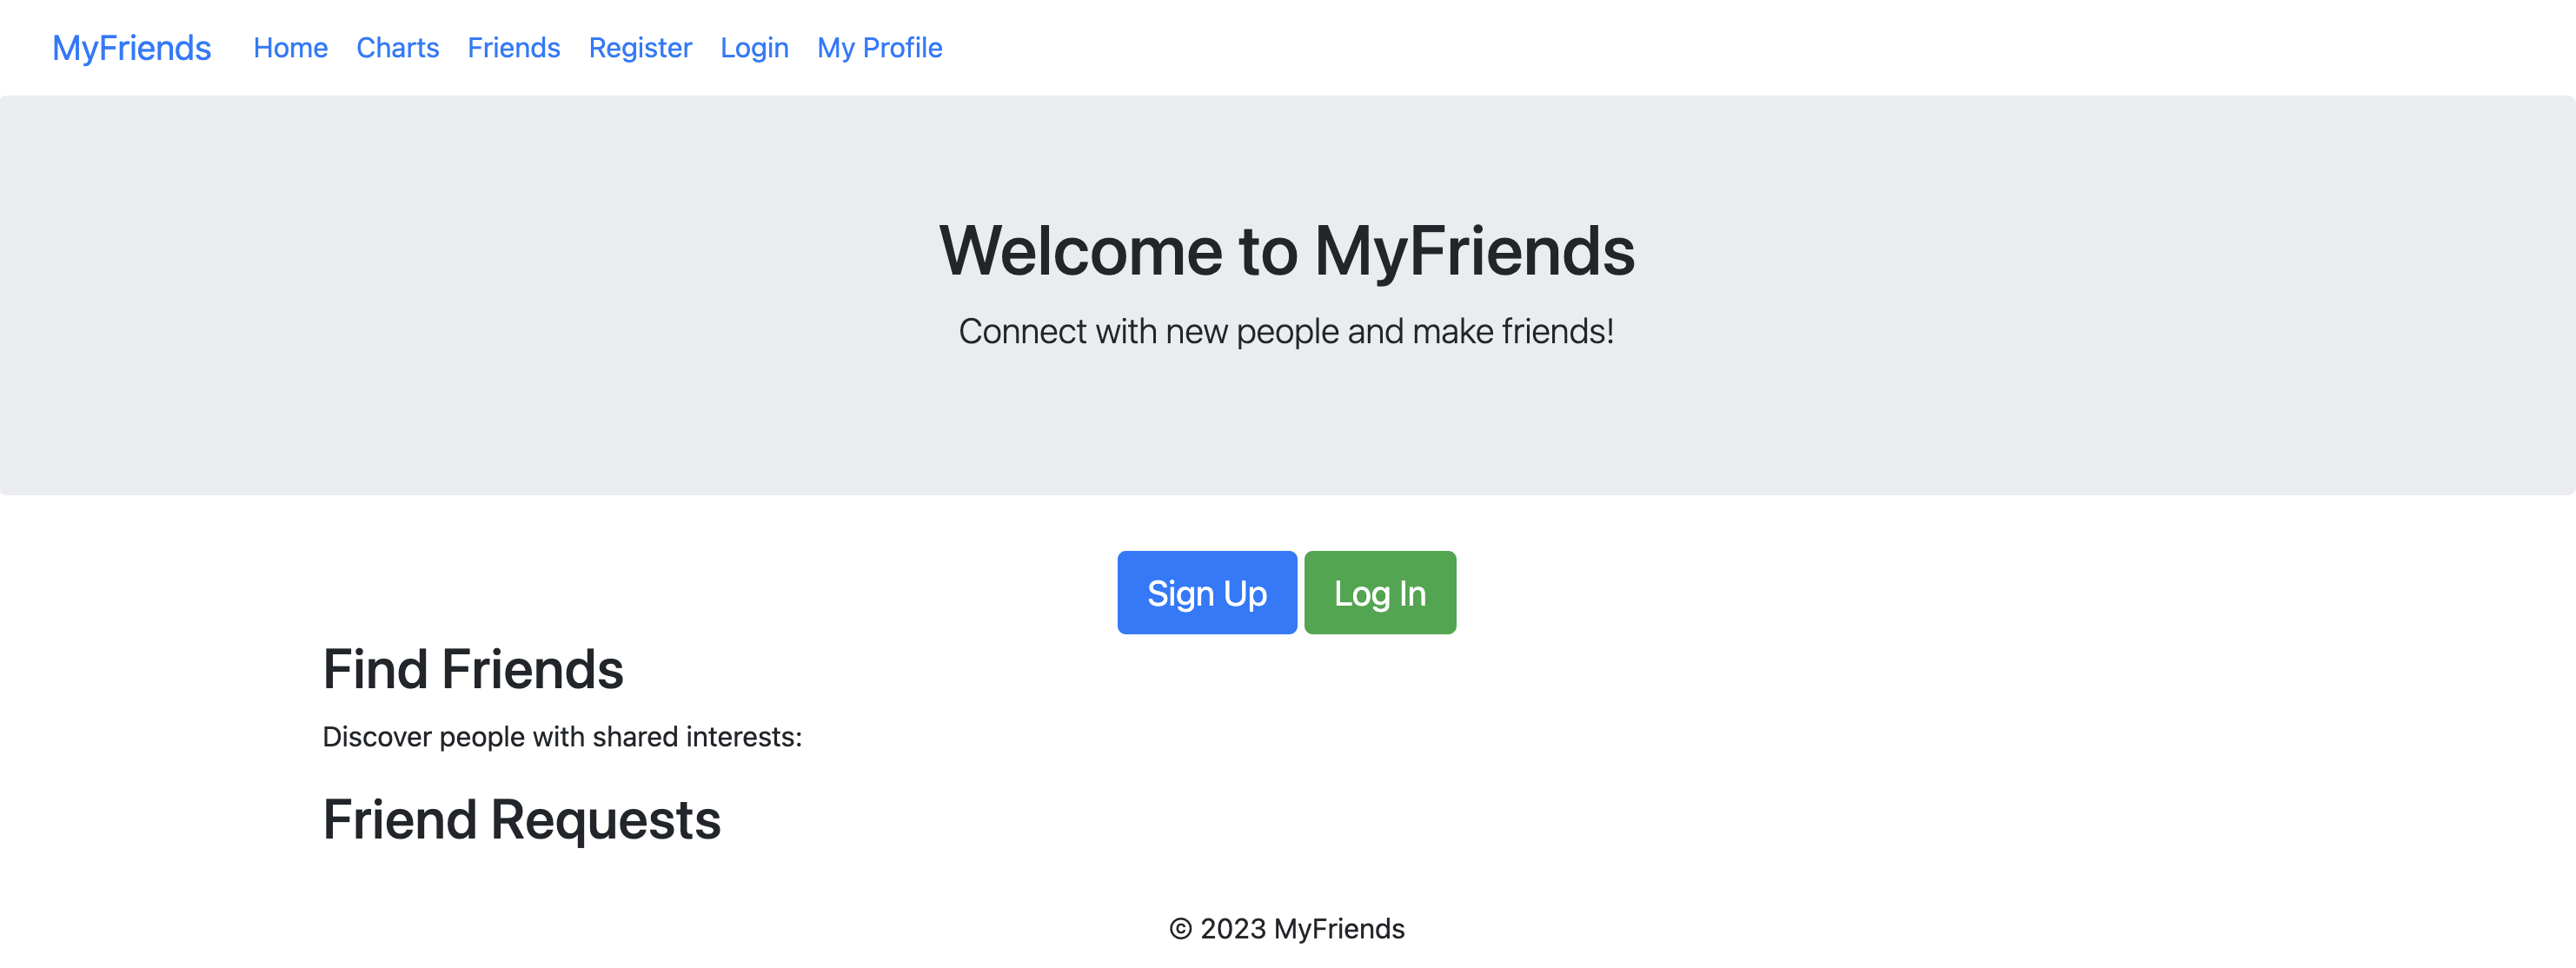 MyFriends Home Charts Friends Register Login My Profile
Welcome to MyFriends
Connect with new people and make friends!
Sign Up Log In
Find Friends
Discover people with shared interests:
Friend Requests
© 2023 MyFriends